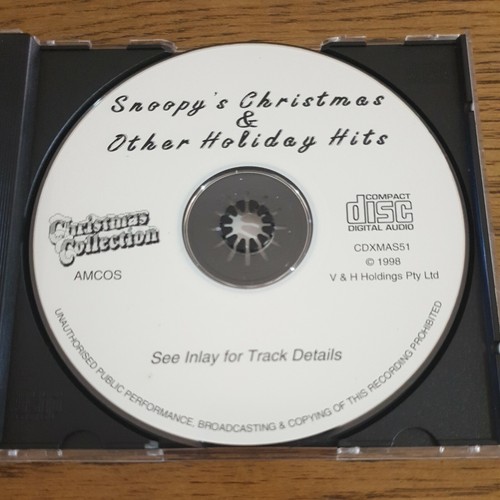 Snoopy's Christmas
&
Other Holiday Hits
Christmas
Collection
AMCOS
COMPACT
disc
DIGITAL AUDIO
CDXMAS51
© 1998
V & H Holdings Pty Ltd
See Inlay for Track Details
UNAUTHORISED PUBLIC PERFORMANCE, BROADCASTING & COPYING OF THIS RECORDING PROHIBITED